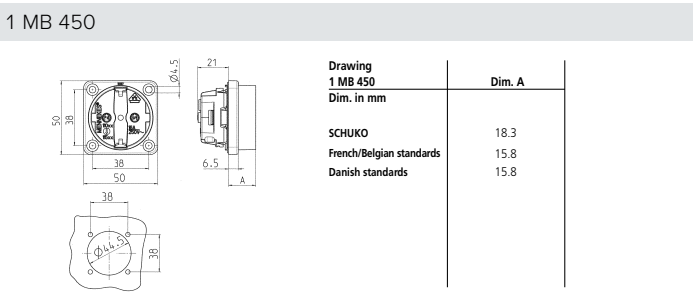 1 MB 450
Ø4.5
21
50
38
38
50
6.5
A
38
Ø44.5
38
Drawing
1 MB 450 Dim. A
Dim. in mm
SCHUKO 18.3
French/Belgian standards 15.8
Danish standards 15.8